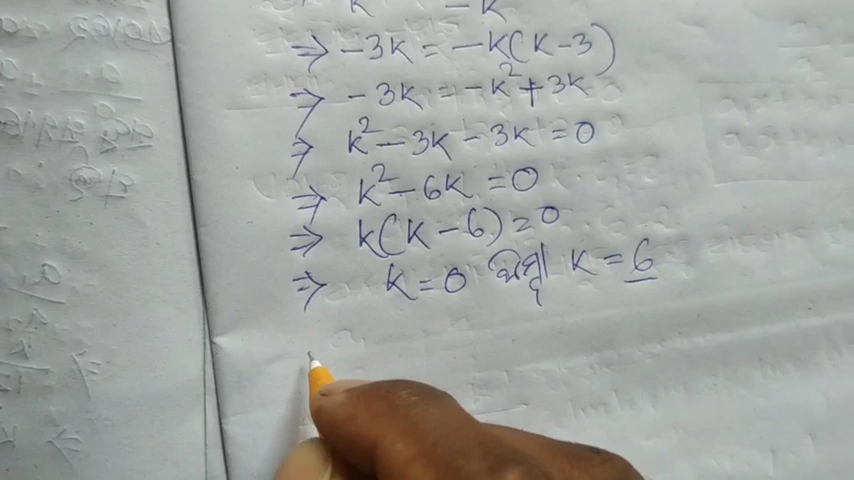 k -k
⇒ -3k = -k(k-3)
⇒ -3k = -k² + 3k
⇒ k² - 3k - 3k = 0
⇒ k² - 6k = 0
⇒ k(k-6) = 0
⇒ k = 0 କିମ୍ବା k = 6